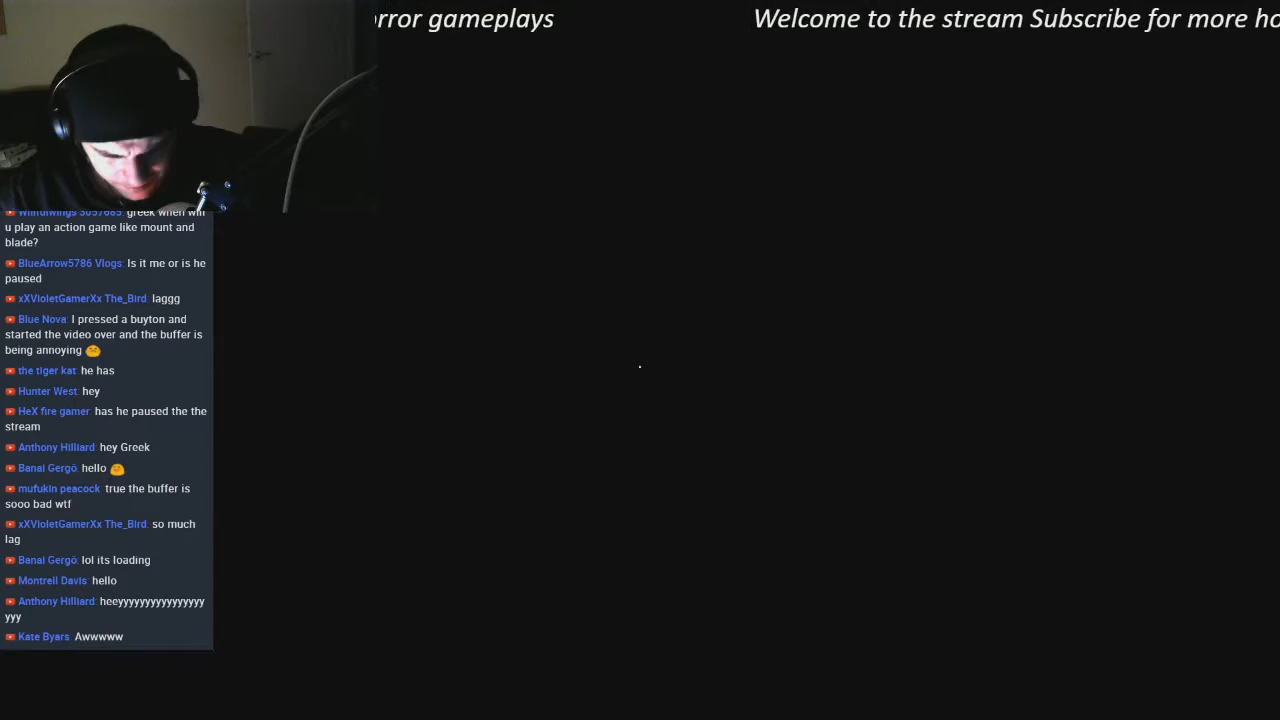 rror gameplays
Welcome to the stream Subscribe for more ho
Willfulwings 3057685: greek when will
u play an action game like mount and
blade?
BlueArrow5786 Vlogs: Is it me or is he
paused
xXVioletGamerXx The_Bird: laggg
Blue Nova: I pressed a buyton and
started the video over and the buffer is
being annoying
the tiger kat: he has
Hunter West: hey
HeX fire gamer: has he paused the the
stream
Anthony Hilliard: hey Greek
Banai Gergö: hello
mufukin peacock: true the buffer is
sooo bad wtf
xXVioletGamerXx The_Bird: so much
lag
Banai Gergö: lol its loading
Montrell Davis: hello
Anthony Hilliard: heeyyyyyyyyyyyyyyyy
yyy
Kate Byars: Awwwww